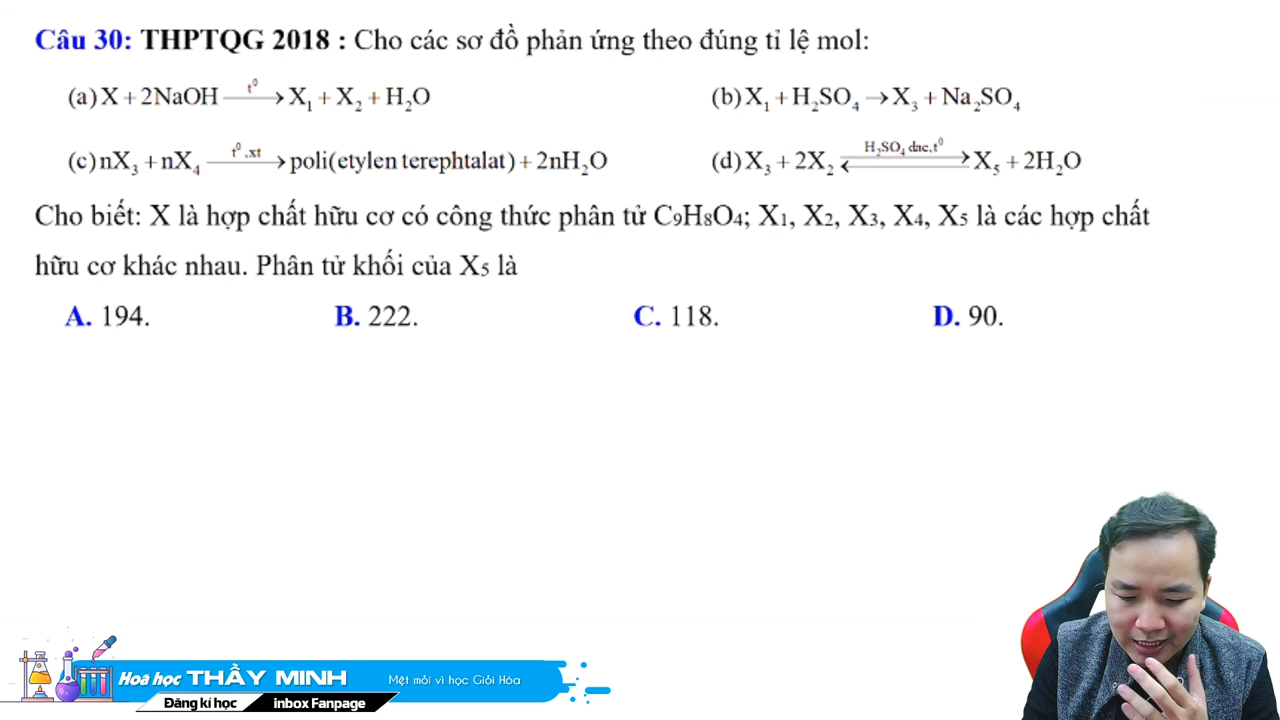 Câu 30: THPTQG 2018 : Cho các sơ đồ phản ứng theo đúng tỉ lệ mol:
(a) X + 2NaOH —t⁰→ X₁ + X₂ + H₂O
(b) X₁ + H₂SO₄ → X₃ + Na₂SO₄
(c) nX₃ + nX₄ —t⁰,xt→ poli(etylen terephtalat) + 2nH₂O
(d) X₃ + 2X₂ ⇄ (H₂SO₄ dac,t⁰) X₅ + 2H₂O
Cho biết: X là hợp chất hữu cơ có công thức phân tử C₉H₈O₄; X₁, X₂, X₃, X₄, X₅ là các hợp chất
hữu cơ khác nhau. Phân tử khối của X₅ là
A. 194. B. 222. C. 118. D. 90.
Hoá học THẦY MINH
Mệt mỏi vì học Giỏi Hóa
Đăng kí học inbox Fanpage